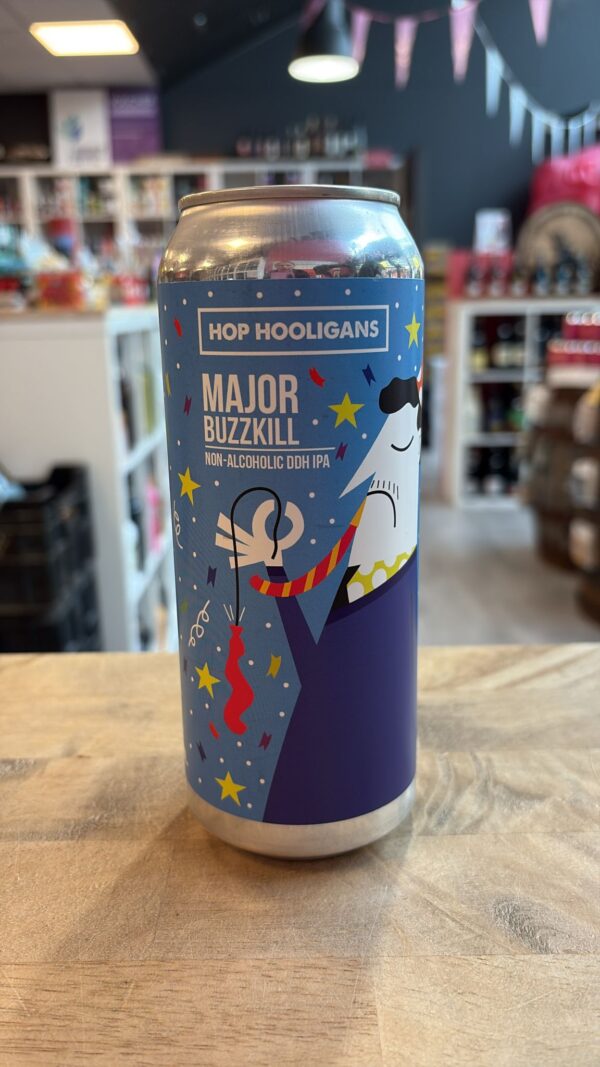 HOP HOOLIGANS
MAJOR
BUZZKILL
NON-ALCOHOLIC DDH IPA